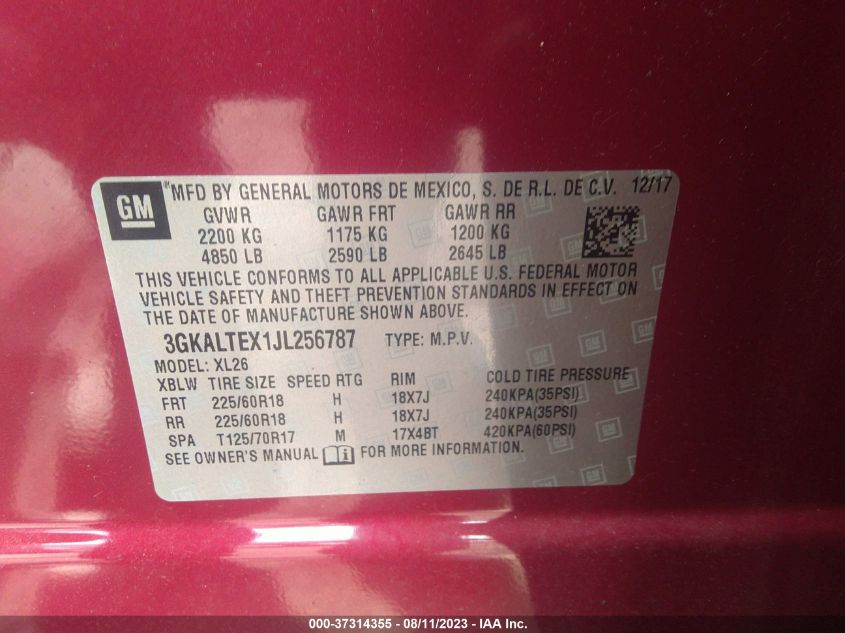 GM
® MFD BY GENERAL MOTORS DE MEXICO, S. DE R.L. DE C.V. 12/17
GVWR GAWR FRT GAWR RR
2200 KG 1175 KG 1200 KG
4850 LB 2590 LB 2645 LB
THIS VEHICLE CONFORMS TO ALL APPLICABLE U.S. FEDERAL MOTOR
VEHICLE SAFETY AND THEFT PREVENTION STANDARDS IN EFFECT ON
THE DATE OF MANUFACTURE SHOWN ABOVE.
3GKALTEX1JL256787 TYPE: M.P.V.
MODEL: XL26
XBLW TIRE SIZE SPEED RTG RIM COLD TIRE PRESSURE
FRT 225/60R18 H 18X7J 240KPA(35PSI)
RR 225/60R18 H 18X7J 240KPA(35PSI)
SPA T125/70R17 M 17X4BT 420KPA(60PSI)
SEE OWNER'S MANUAL FOR MORE INFORMATION.
000-37314355 - 08/11/2023 - IAA Inc.